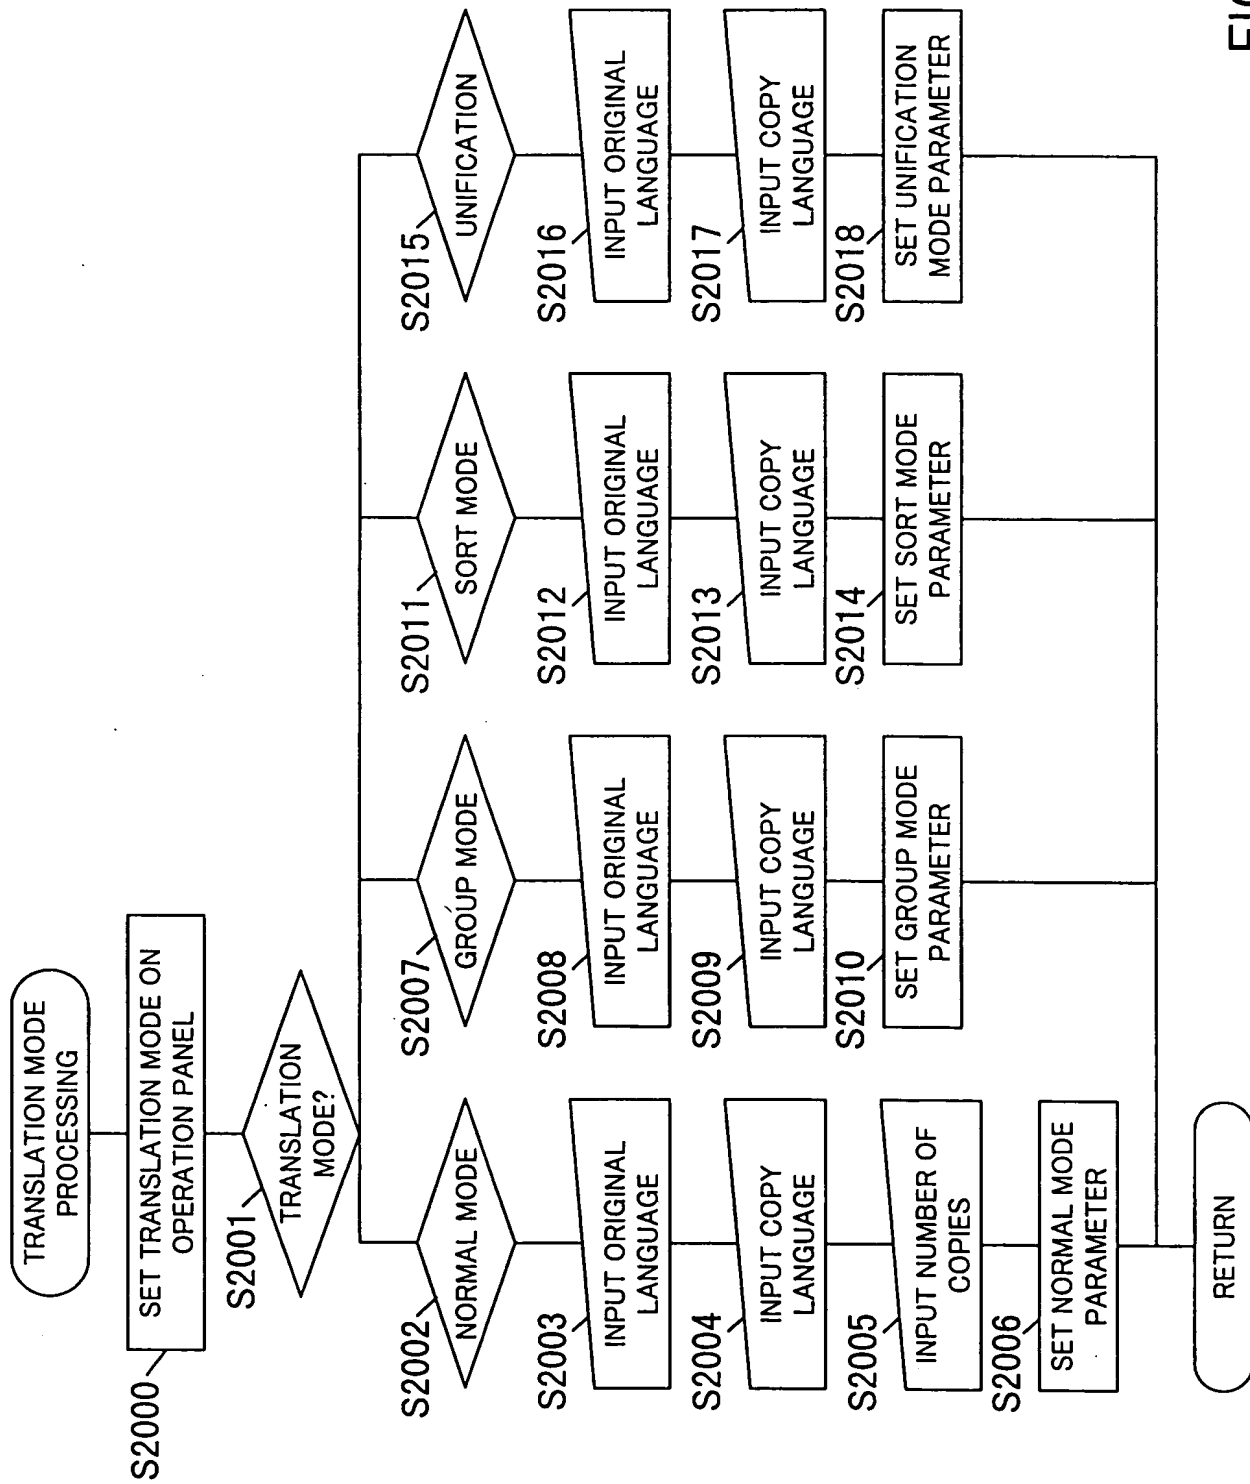 TRANSLATION MODE
PROCESSING
S2000
SET TRANSLATION MODE ON
OPERATION PANEL
S2001
TRANSLATION
MODE?
S2002
NORMAL MODE
S2003
INPUT ORIGINAL
LANGUAGE
S2004
INPUT COPY
LANGUAGE
S2005
INPUT NUMBER OF
COPIES
S2006
SET NORMAL MODE
PARAMETER
S2007
GROUP MODE
S2008
INPUT ORIGINAL
LANGUAGE
S2009
INPUT COPY
LANGUAGE
S2010
SET GROUP MODE
PARAMETER
S2011
SORT MODE
S2012
INPUT ORIGINAL
LANGUAGE
S2013
INPUT COPY
LANGUAGE
S2014
SET SORT MODE
PARAMETER
S2015
UNIFICATION
S2016
INPUT ORIGINAL
LANGUAGE
S2017
INPUT COPY
LANGUAGE
S2018
SET UNIFICATION
MODE PARAMETER
RETURN